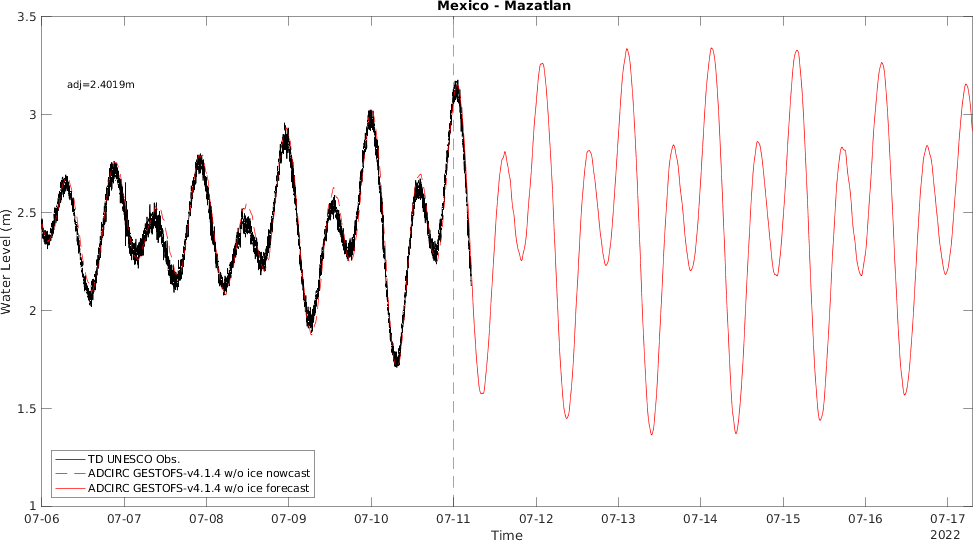 Mexico - Mazatlan
adj=2.4019m
3.5
3
2.5
2
1.5
1
Water Level (m)
TD UNESCO Obs.
ADCIRC GESTOFS-v4.1.4 w/o ice nowcast
ADCIRC GESTOFS-v4.1.4 w/o ice forecast
07-06 07-07 07-08 07-09 07-10 07-11 07-12 07-13 07-14 07-15 07-16 07-17
2022
Time